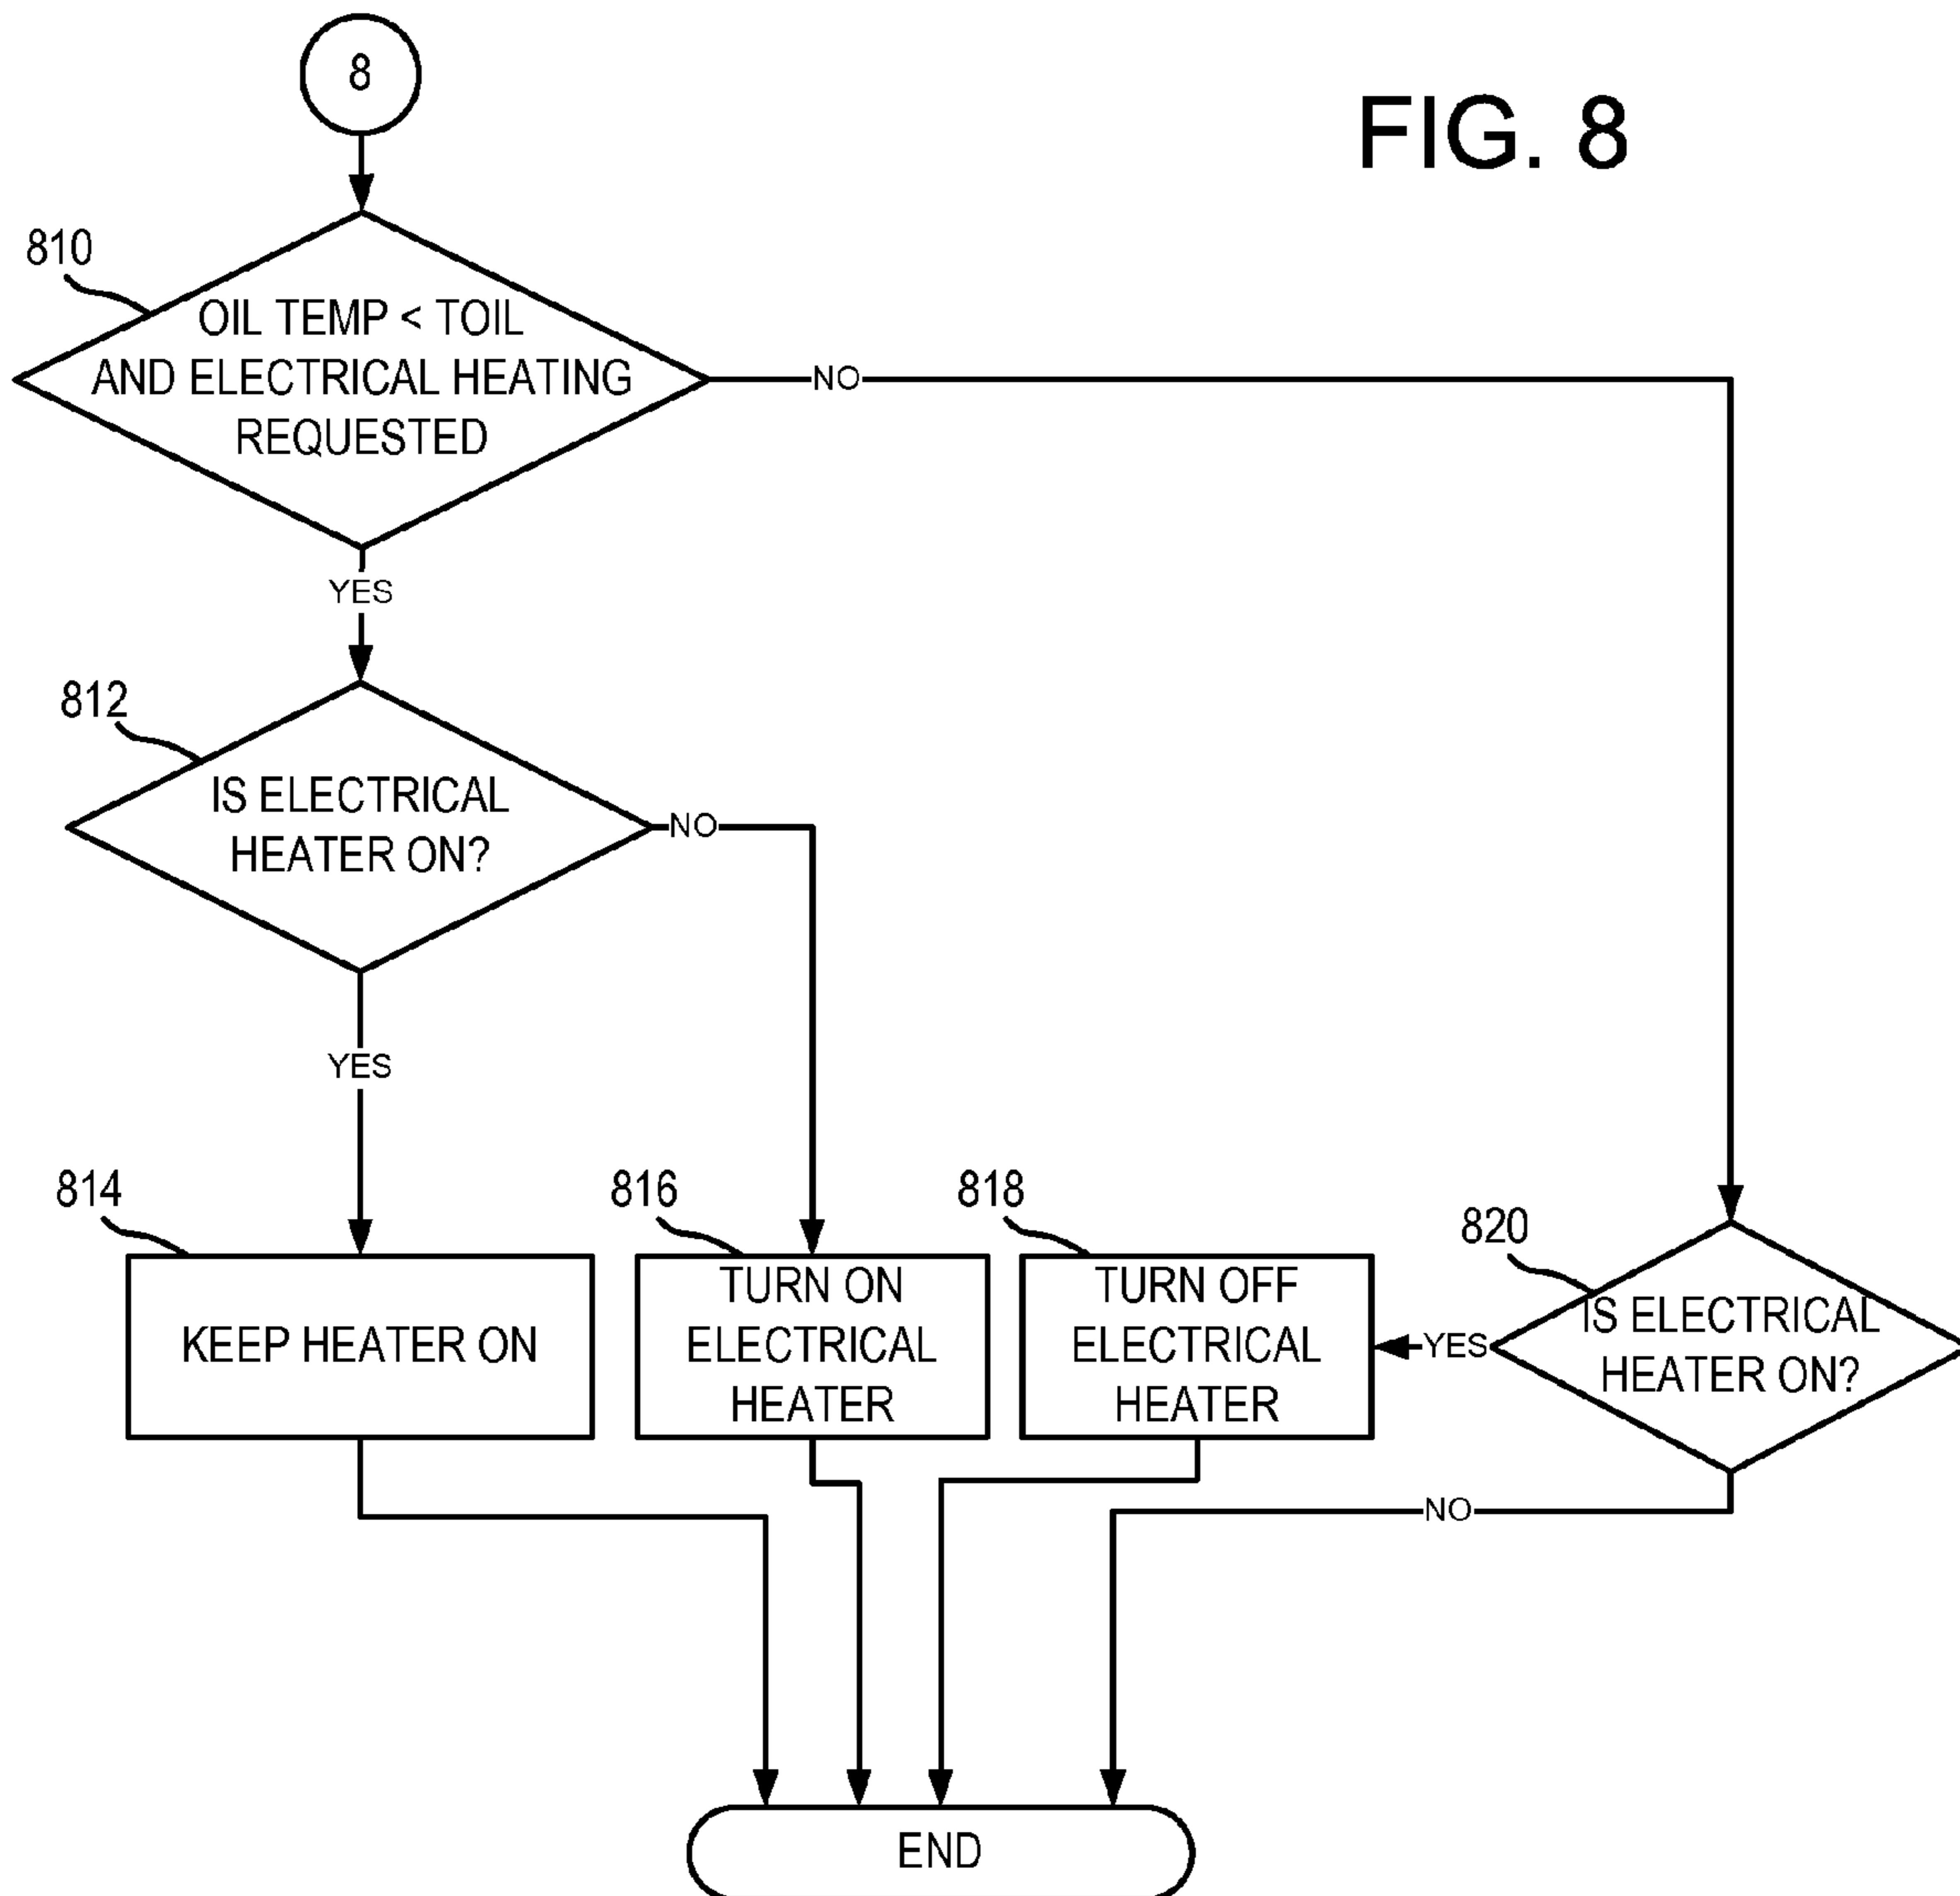 8
FIG. 8
810
OIL TEMP < TOIL
AND ELECTRICAL HEATING
REQUESTED
NO
YES
812
IS ELECTRICAL
HEATER ON?
NO
YES
814
KEEP HEATER ON
816
TURN ON
ELECTRICAL
HEATER
818
TURN OFF
ELECTRICAL
HEATER
YES
820
IS ELECTRICAL
HEATER ON?
NO
END